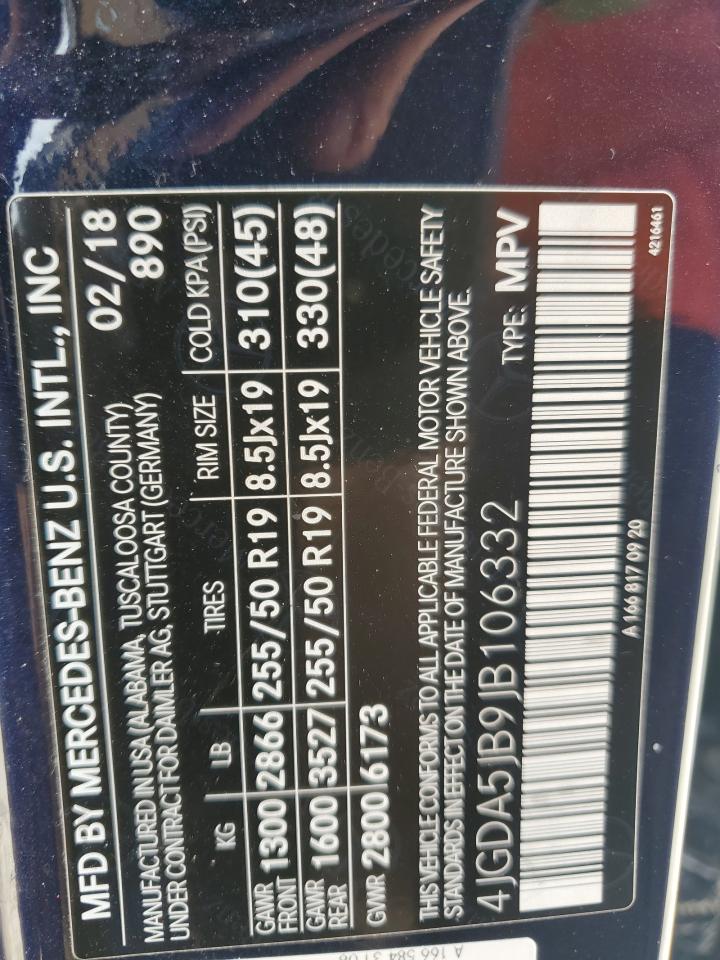 MFD BY MERCEDES-BENZ U.S. INTL., INC
MANUFACTURED IN USA (ALABAMA, TUSCALOOSA COUNTY) 02/18
UNDER CONTRACT FOR DAIMLER AG, STUTTGART (GERMANY) 890
KG LB TIRES RIM SIZE COLD KPA (PSI)
GAWR FRONT 1300 2866 255/50 R19 8.5Jx19 310(45)
GAWR REAR 1600 3527 255/50 R19 8.5Jx19 330(48)
GVWR 2800 6173
THIS VEHICLE CONFORMS TO ALL APPLICABLE FEDERAL MOTOR VEHICLE SAFETY
STANDARDS IN EFFECT ON THE DATE OF MANUFACTURE SHOWN ABOVE.
4JGDA5JB9JB106332 TYPE: MPV
A 166 817 09 20 4216461
A 166 584